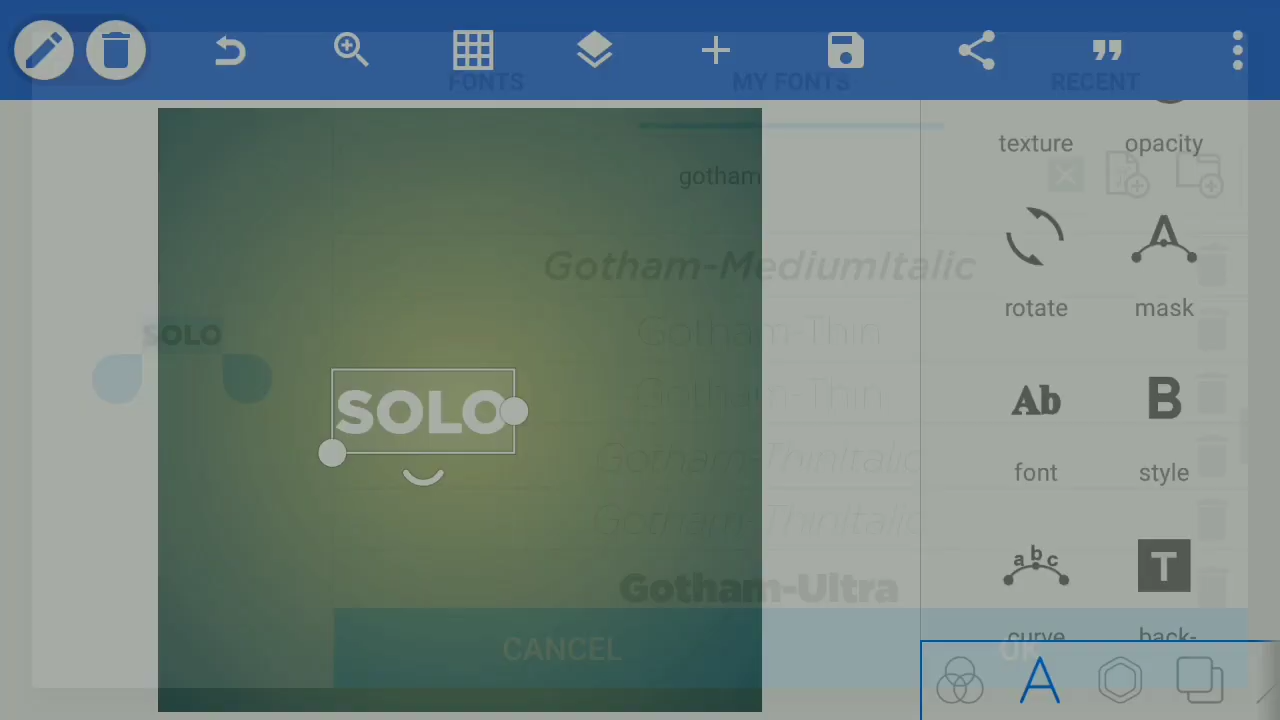 FONTS MY FONTS RECENT
texture opacity
gotham
Gotham-MediumItalic
rotate mask
Gotham-Thin
SOLO
Gotham-Thin
SOLO
Ab B
Gotham-ThinItalic
font style
Gotham-ThinItalic
abc T
Gotham-Ultra
curve back-
CANCEL OK
A